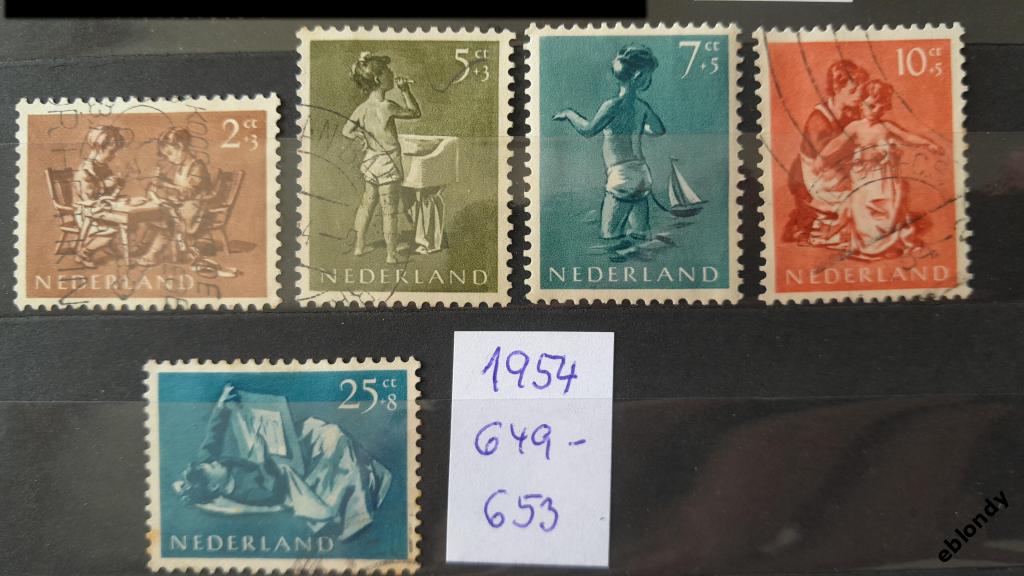 2 ct
+3
NEDERLAND
5 ct
+3
NEDERLAND
7 ct
+5
NEDERLAND
10 ct
+5
NEDERLAND
25 ct
+8
NEDERLAND
1954
649-
653
eblondy